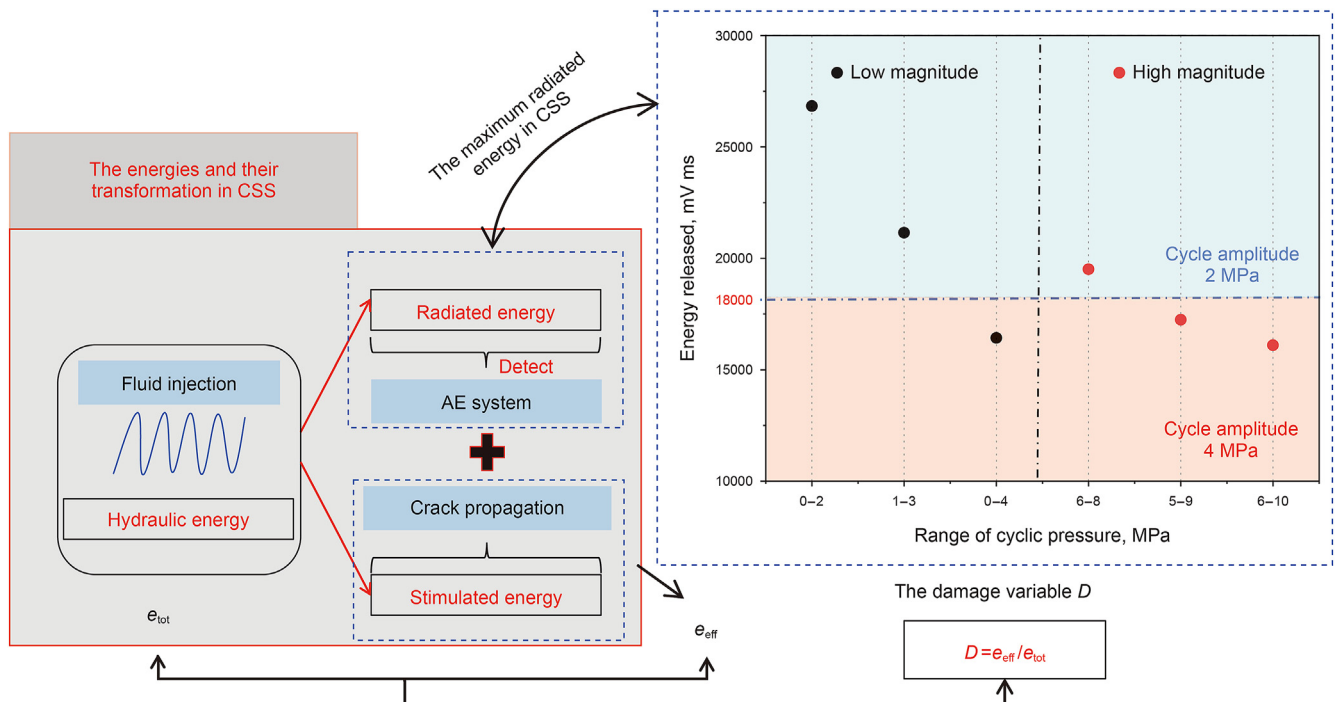 The energies and their
transformation in CSS
The maximum radiated
energy in CSS
Fluid injection
Hydraulic energy
e_tot
Radiated energy
Detect
AE system
Crack propagation
Stimulated energy
e_eff
Energy released, mV ms
30000
25000
20000
18000
15000
10000
Low magnitude
High magnitude
Cycle amplitude
2 MPa
Cycle amplitude
4 MPa
0–2
1–3
0–4
6–8
5–9
6–10
Range of cyclic pressure, MPa
The damage variable D
D=e_eff/e_tot